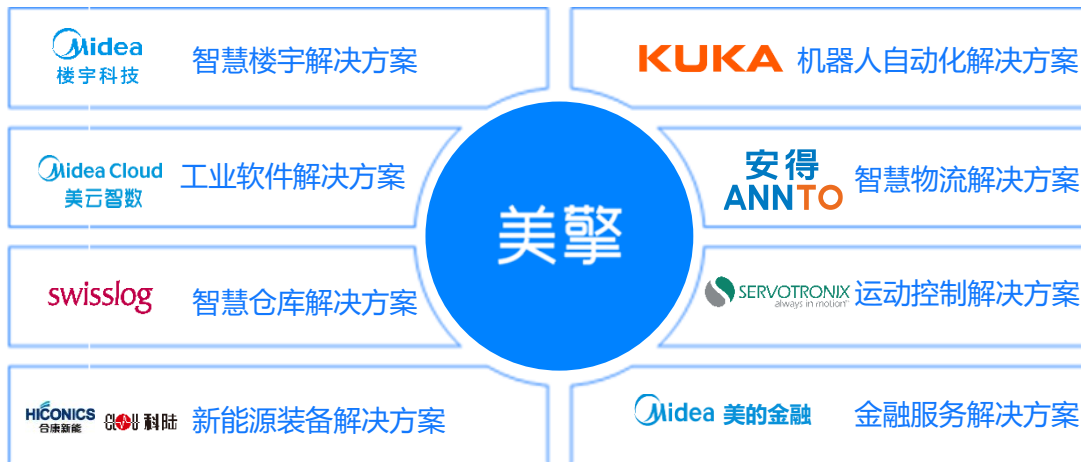 Midea
楼宇科技
智慧楼宇解决方案
KUKA 机器人自动化解决方案
Midea Cloud
美云智数
工业软件解决方案
安得
ANNTO
智慧物流解决方案
美擎
swisslog
智慧仓库解决方案
SERVOTRONIX
always in motion
运动控制解决方案
HICONICS
合康新能
CLOU 科陆
新能源装备解决方案
Midea 美的金融
金融服务解决方案